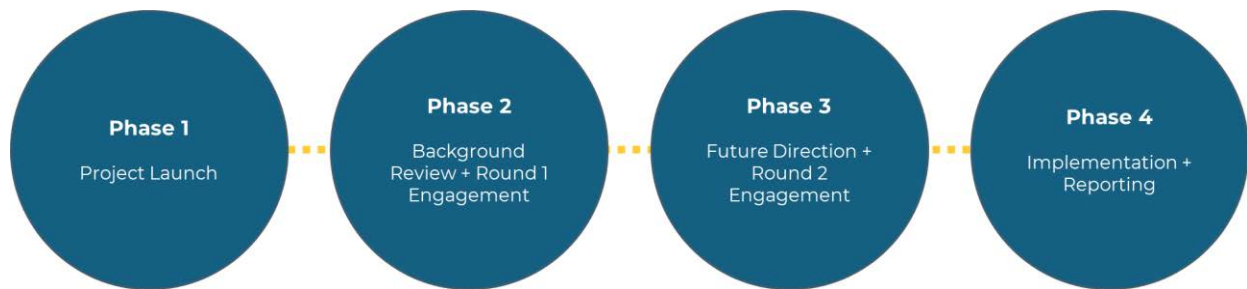 Phase 1
Project Launch
Phase 2
Background
Review + Round 1
Engagement
Phase 3
Future Direction +
Round 2
Engagement
Phase 4
Implementation +
Reporting